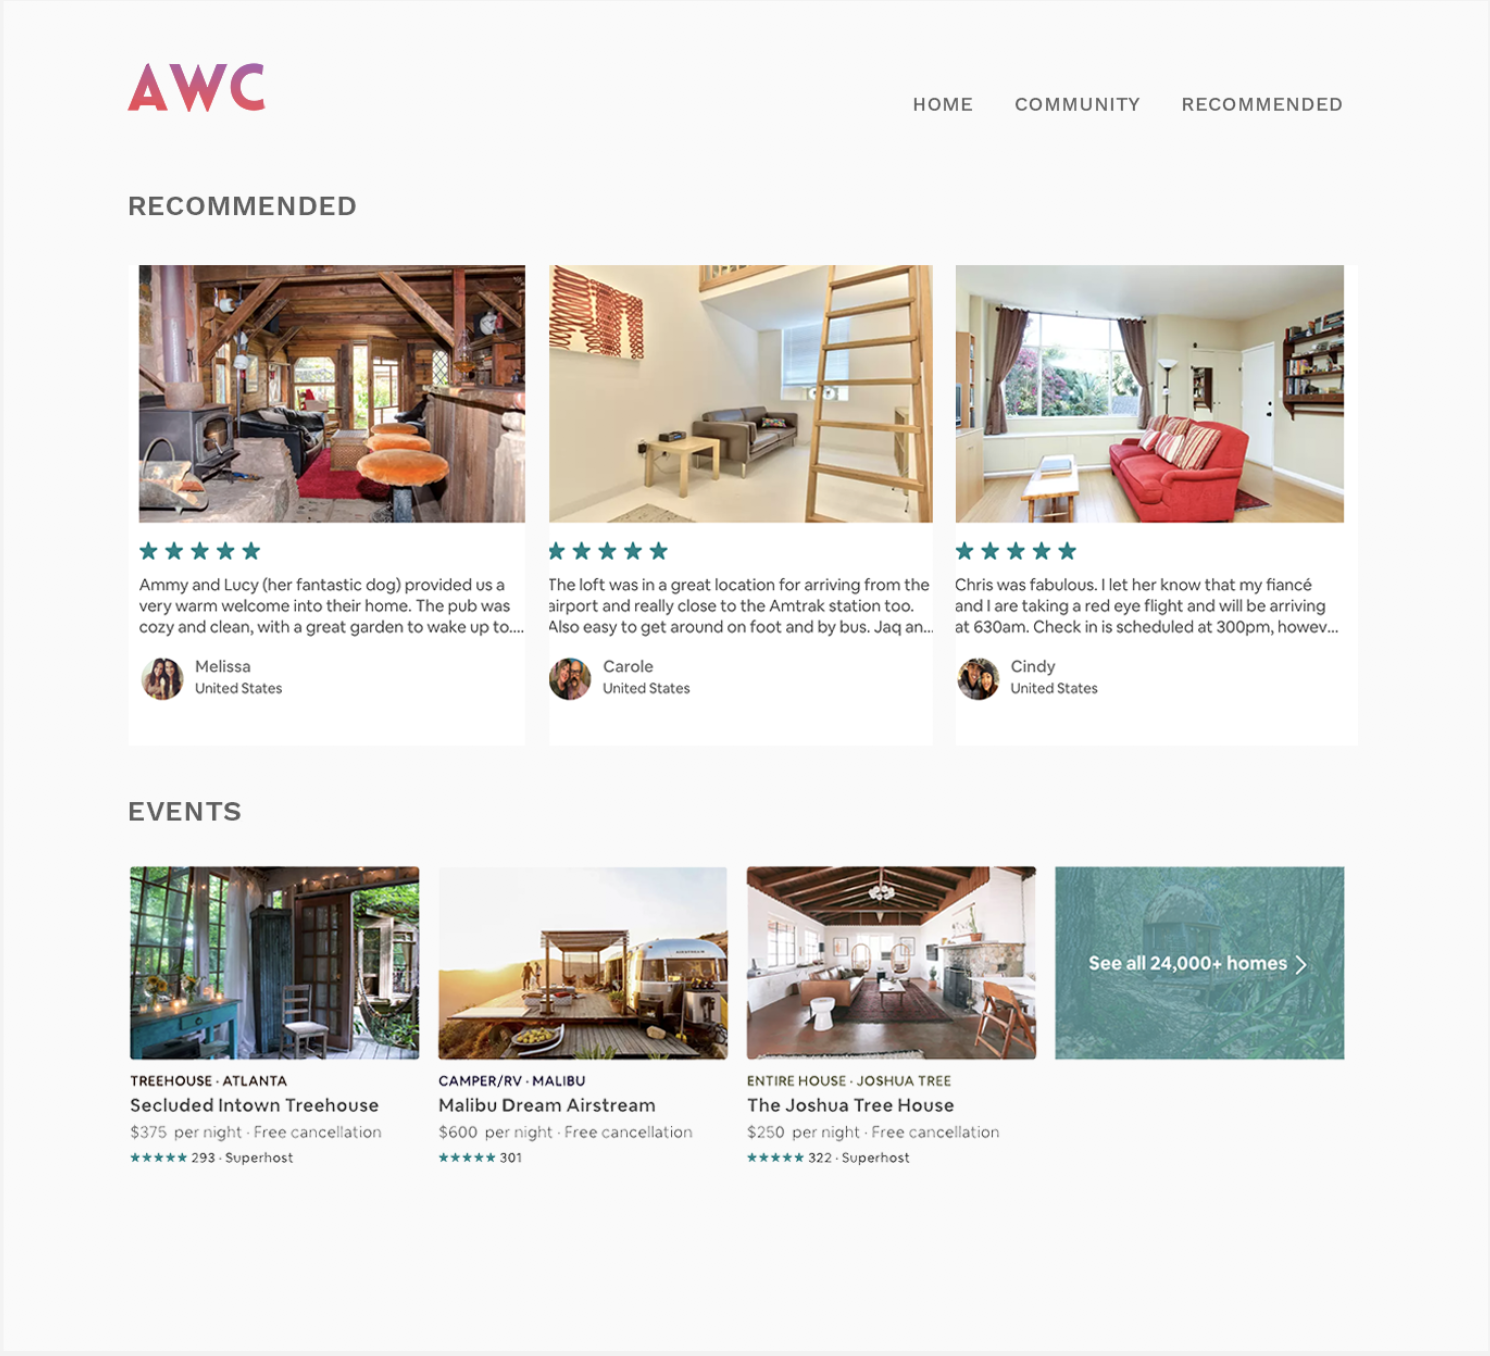 AWC
HOME COMMUNITY RECOMMENDED
RECOMMENDED
Ammy and Lucy (her fantastic dog) provided us a
very warm welcome into their home. The pub was
cozy and clean, with a great garden to wake up to....
Melissa
United States
The loft was in a great location for arriving from the
airport and really close to the Amtrak station too.
Also easy to get around on foot and by bus. Jaq an...
Carole
United States
Chris was fabulous. I let her know that my fiancé
and I are taking a red eye flight and will be arriving
at 630am. Check in is scheduled at 300pm, howev...
Cindy
United States
EVENTS
TREEHOUSE · ATLANTA
Secluded Intown Treehouse
$375 per night · Free cancellation
293 · Superhost
AIRSTREAM
CAMPER/RV · MALIBU
Malibu Dream Airstream
$600 per night · Free cancellation
301
ENTIRE HOUSE · JOSHUA TREE
The Joshua Tree House
$250 per night · Free cancellation
322 · Superhost
See all 24,000+ homes